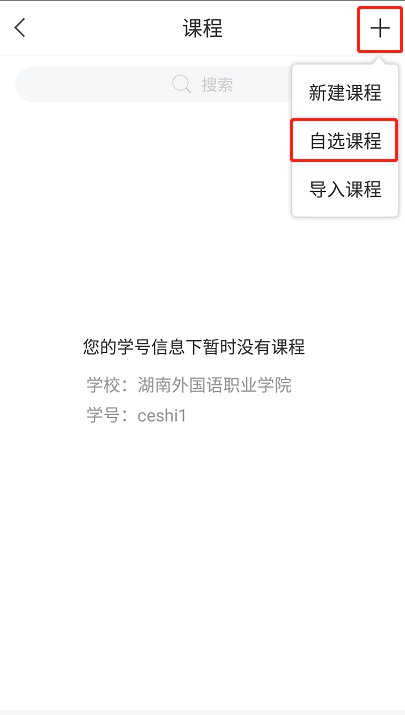 课程
搜索
新建课程
自选课程
导入课程
您的学号信息下暂时没有课程
学校：湖南外国语职业学院
学号：ceshi1